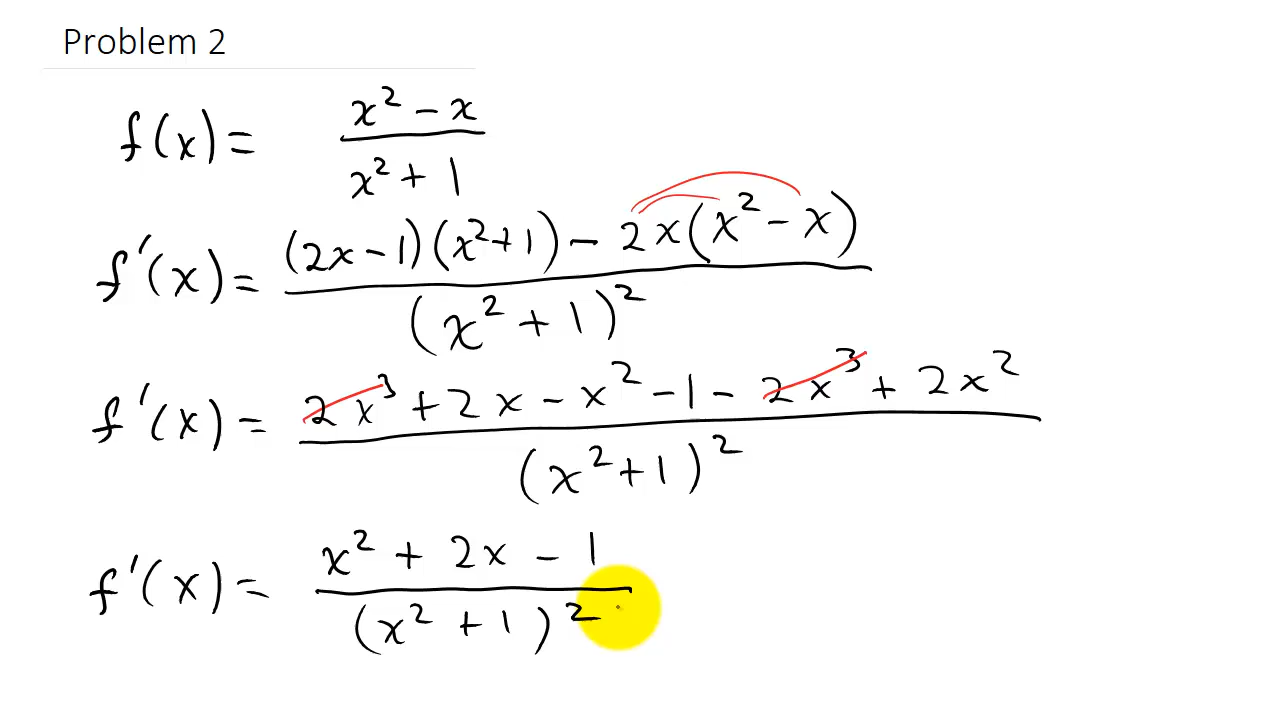 Problem 2
f(x) = (x² - x)/(x² + 1)
f'(x) = ((2x - 1)(x² + 1) - 2x(x² - x))/(x² + 1)²
f'(x) = (2x³ + 2x - x² - 1 - 2x³ + 2x²)/(x² + 1)²
f'(x) = (x² + 2x - 1)/(x² + 1)²